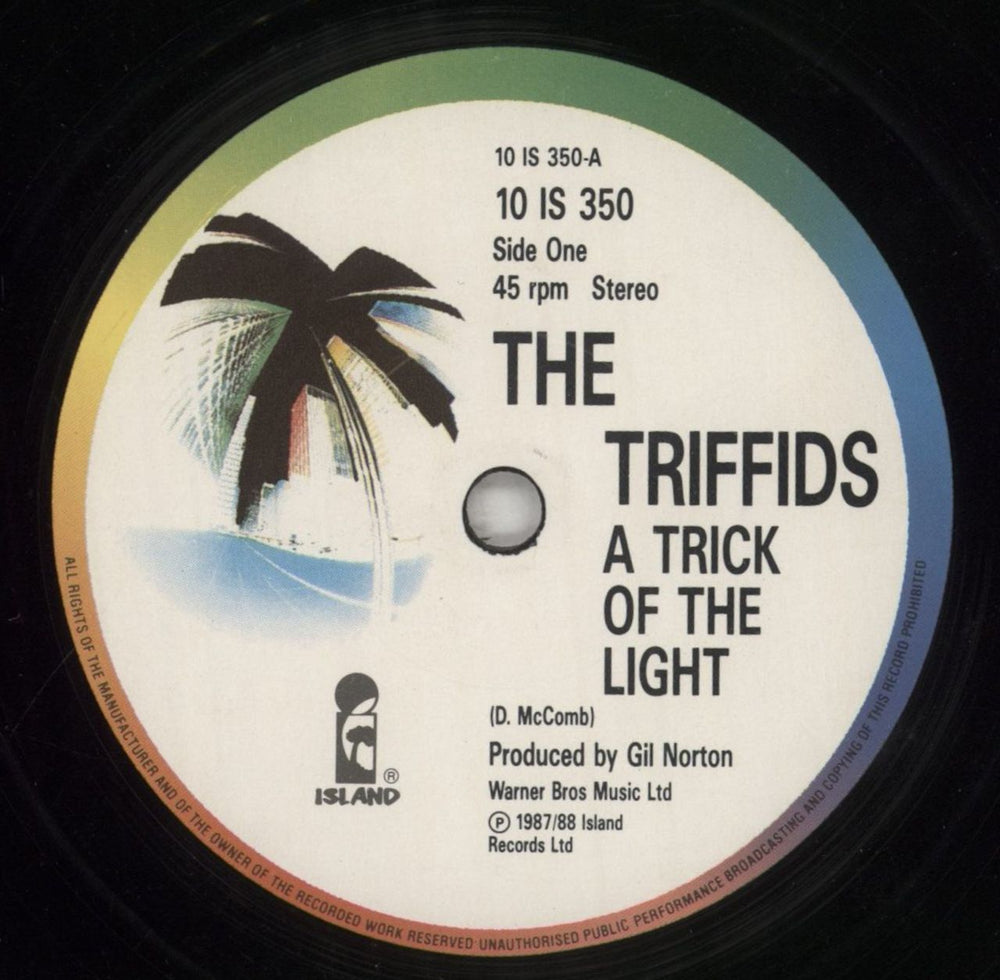 10 IS 350-A
10 IS 350
Side One
45 rpm Stereo
THE
TRIFFIDS
A TRICK
OF THE
LIGHT
(D. McComb)
Produced by Gil Norton
Warner Bros Music Ltd
Ⓟ 1987/88 Island
Records Ltd
®
ISLAND
ALL RIGHTS OF THE MANUFACTURER AND OF THE OWNER OF THE RECORDED WORK RESERVED UNAUTHORISED PUBLIC PERFORMANCE BROADCASTING AND COPYING OF THIS RECORD PROHIBITED